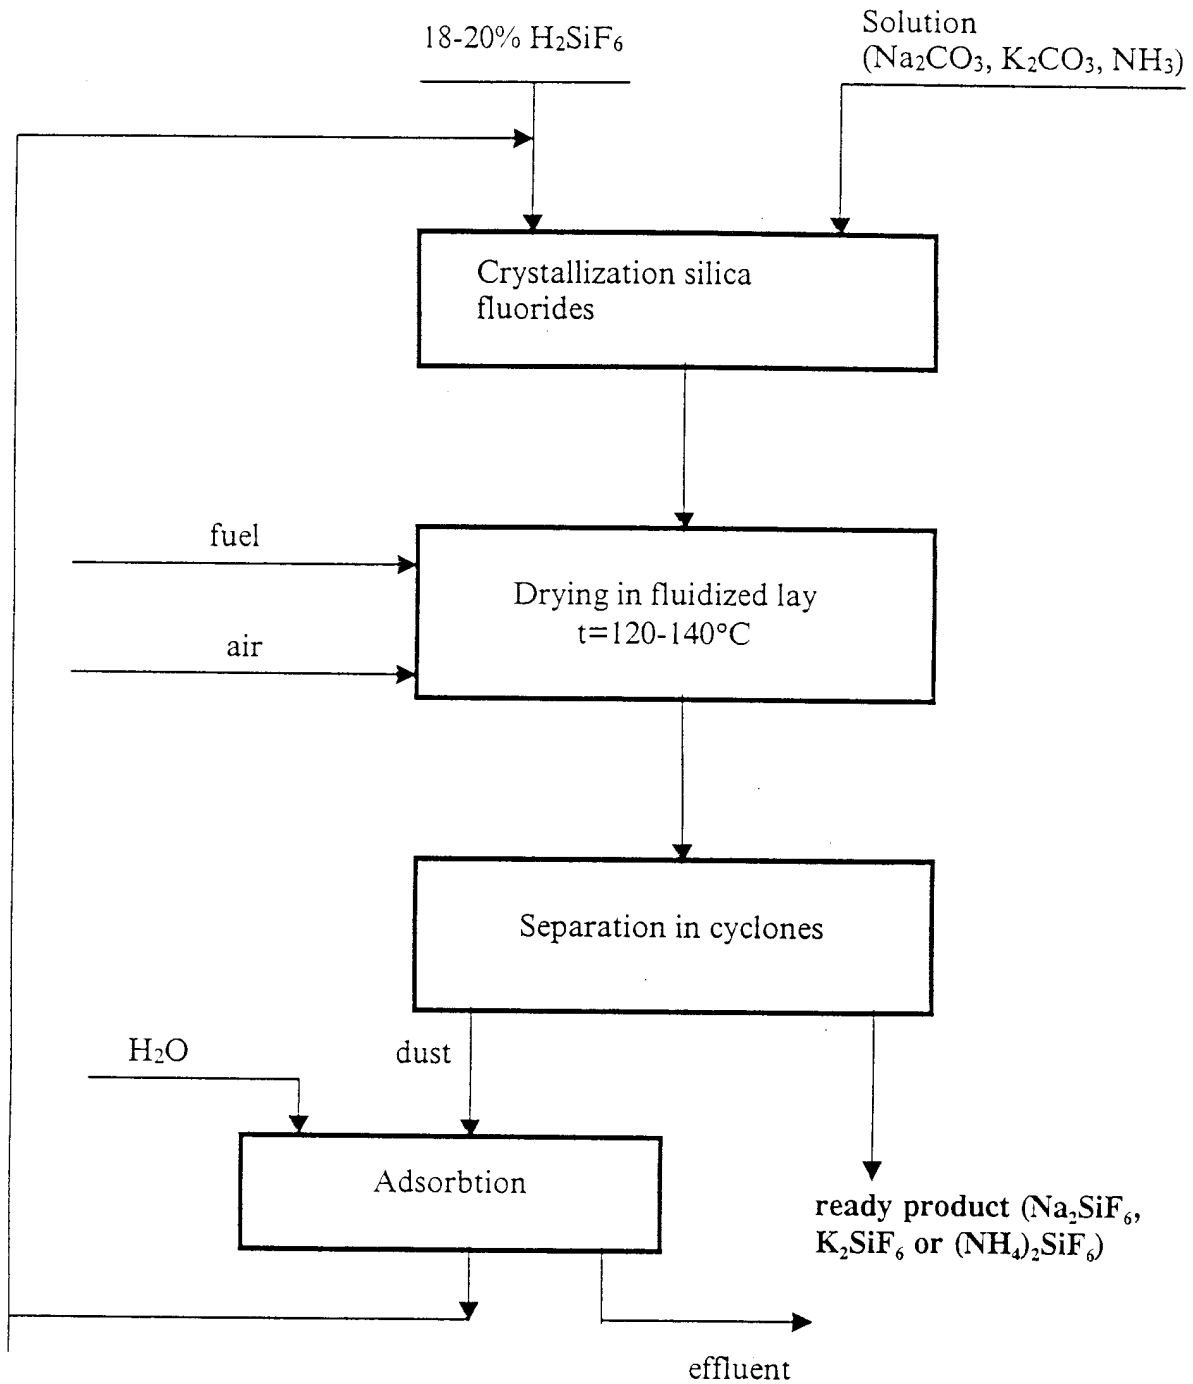 18-20% H₂SiF₆
Solution
(Na₂CO₃, K₂CO₃, NH₃)
Crystallization silica
fluorides
fuel
Drying in fluidized lay
t=120-140°C
air
Separation in cyclones
H₂O
dust
Adsorbtion
ready product (Na₂SiF₆,
K₂SiF₆ or (NH₄)₂SiF₆)
effluent